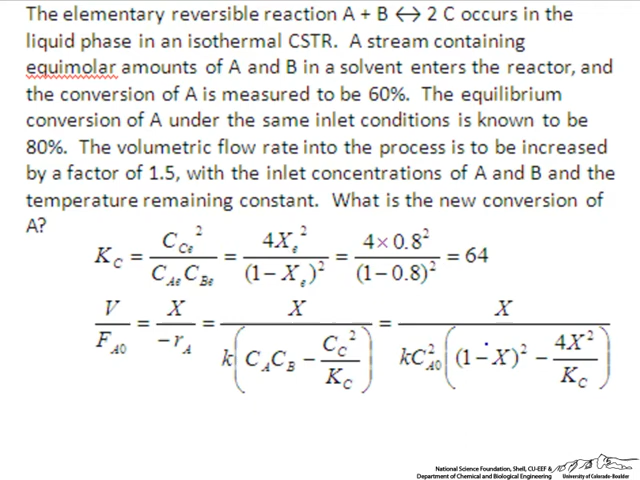 The elementary reversible reaction A + B ↔ 2 C occurs in the
liquid phase in an isothermal CSTR. A stream containing
equimolar amounts of A and B in a solvent enters the reactor, and
the conversion of A is measured to be 60%. The equilibrium
conversion of A under the same inlet conditions is known to be
80%. The volumetric flow rate into the process is to be increased
by a factor of 1.5, with the inlet concentrations of A and B and the
temperature remaining constant. What is the new conversion of
A?
K_C = C_Ce^2 / (C_Ae C_Be) = 4X_e^2 / (1 − X_e)^2 = 4 × 0.8^2 / (1 − 0.8)^2 = 64
V / F_A0 = X / −r_A = X / k(C_A C_B − C_C^2 / K_C) = X / kC_A0^2((1 − X)^2 − 4X^2 / K_C)
National Science Foundation, Shell, CU-EEF &
Department of Chemical and Biological Engineering
University of Colorado-Boulder